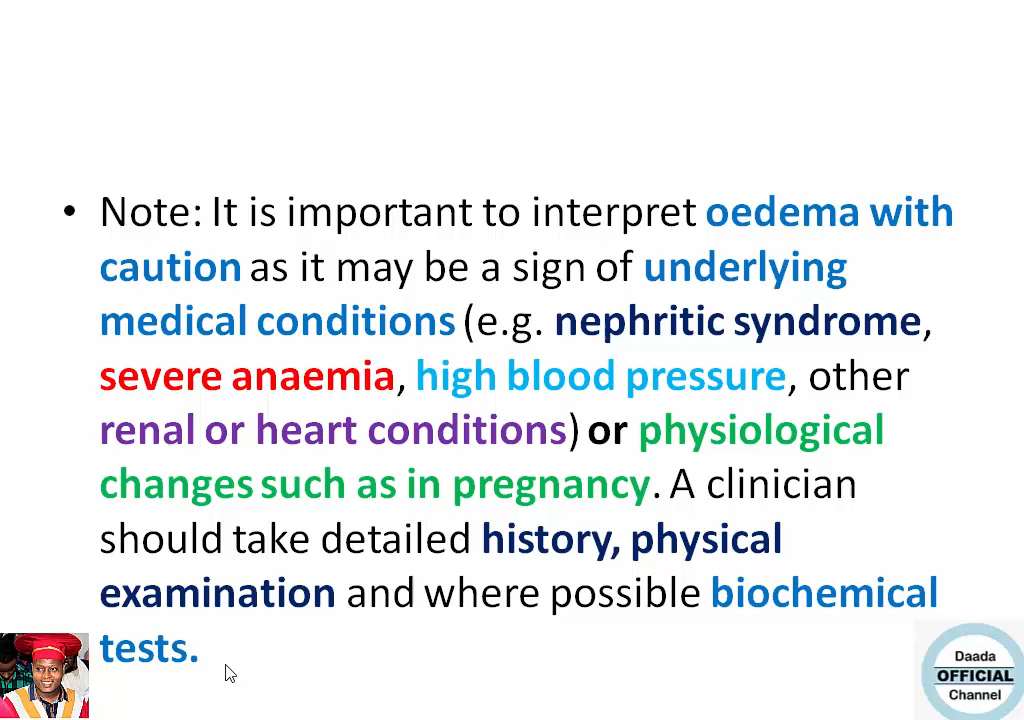 • Note: It is important to interpret oedema with
caution as it may be a sign of underlying
medical conditions (e.g. nephritic syndrome,
severe anaemia, high blood pressure, other
renal or heart conditions) or physiological
changes such as in pregnancy. A clinician
should take detailed history, physical
examination and where possible biochemical
tests.
Daada
OFFICIAL
Channel